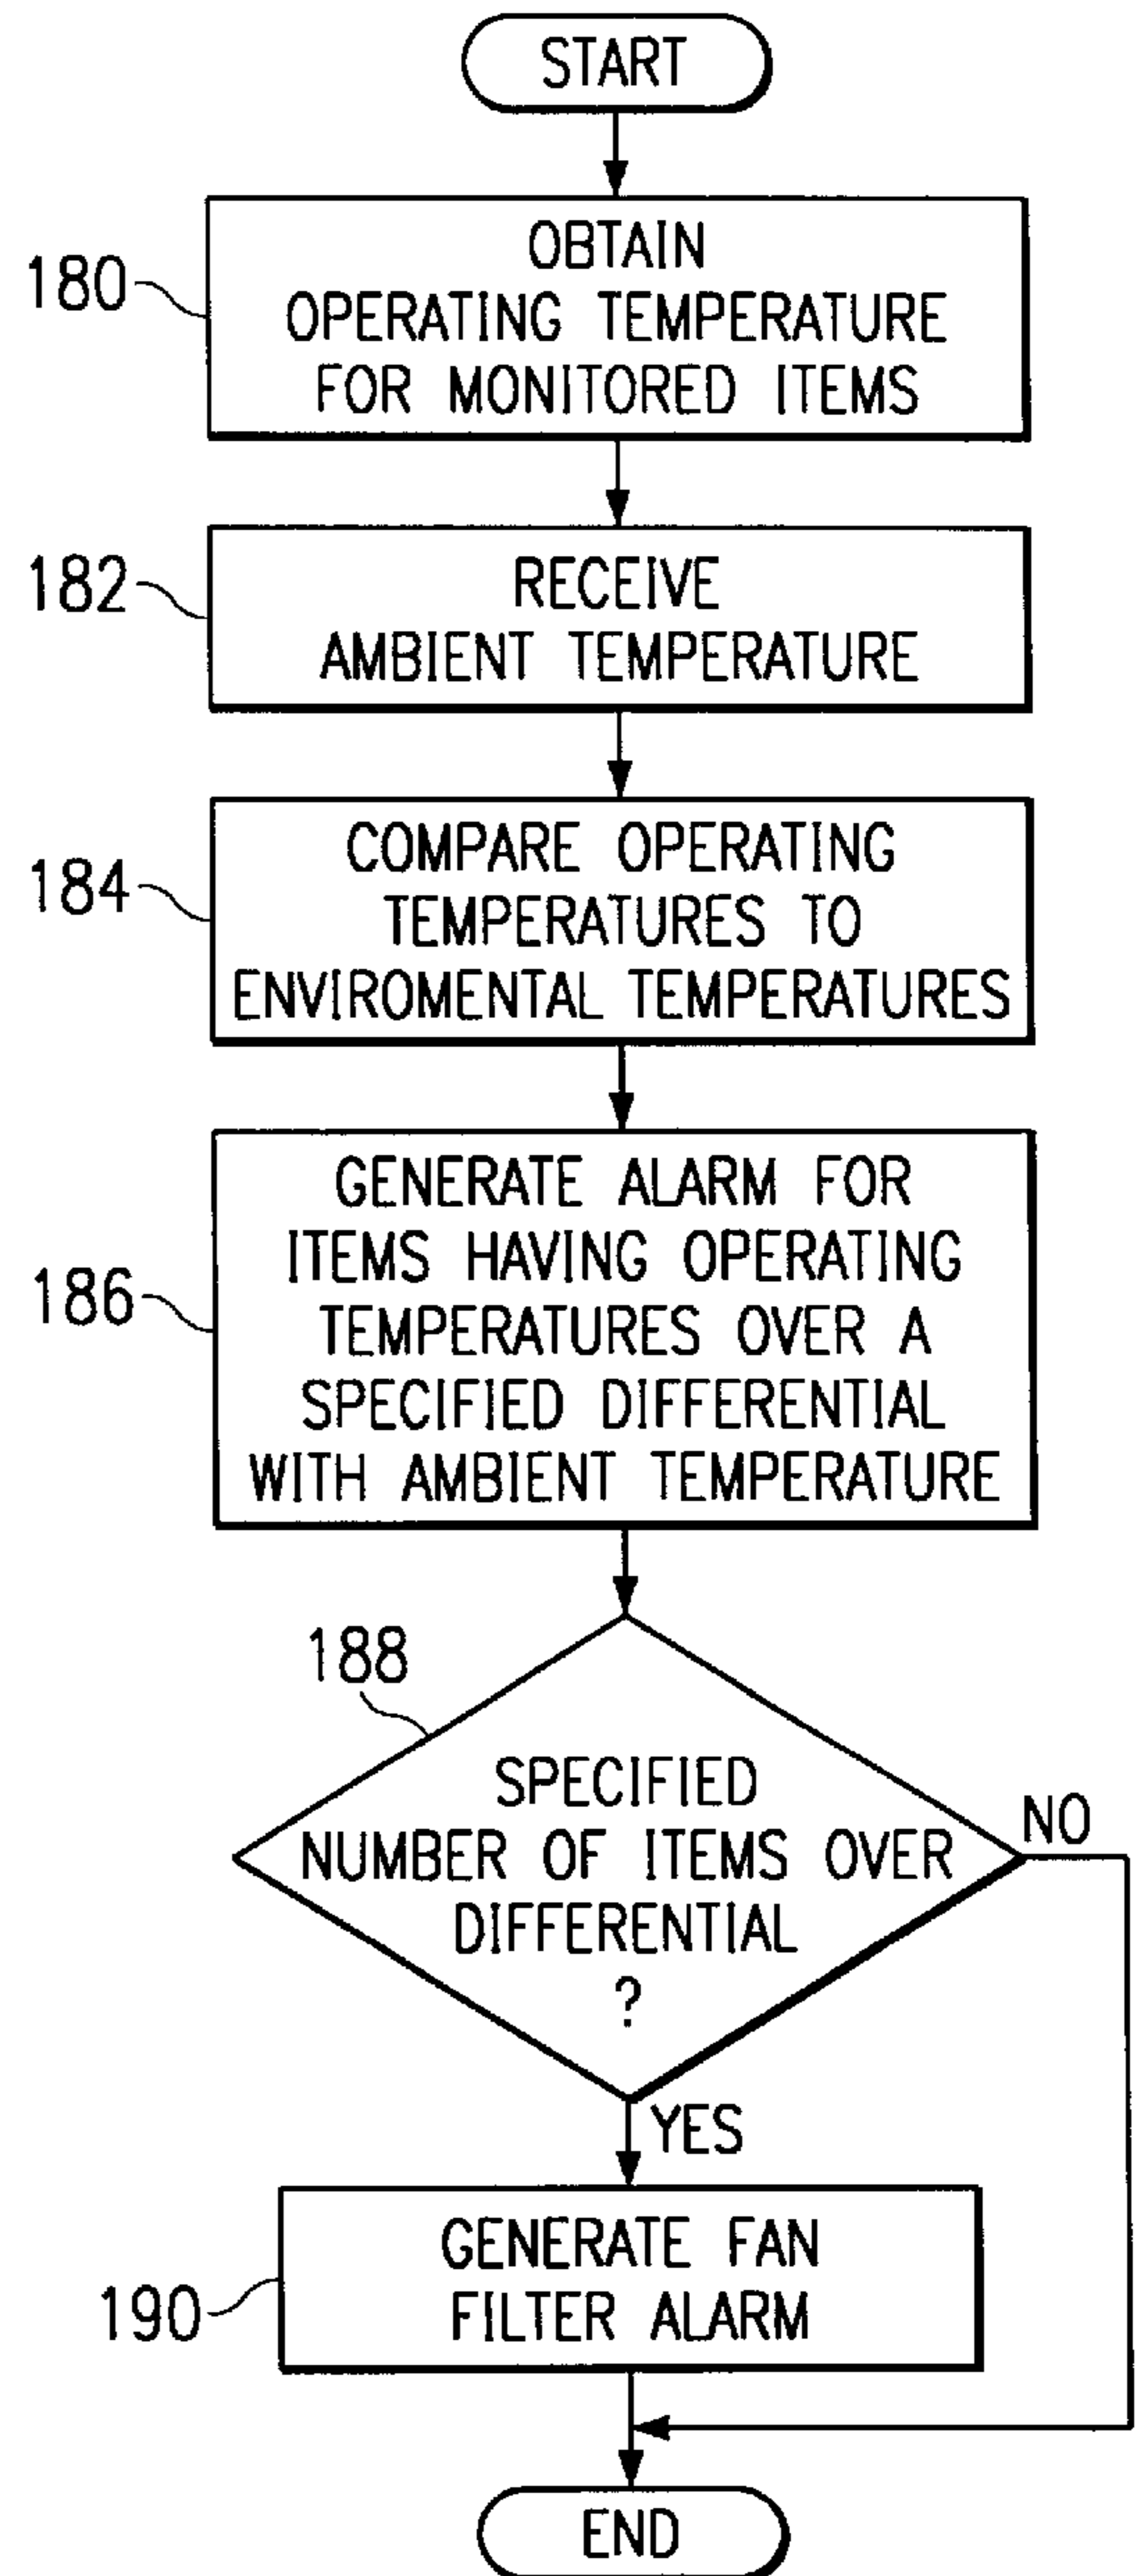 START
180
OBTAIN
OPERATING TEMPERATURE
FOR MONITORED ITEMS
182
RECEIVE
AMBIENT TEMPERATURE
184
COMPARE OPERATING
TEMPERATURES TO
ENVIROMENTAL TEMPERATURES
186
GENERATE ALARM FOR
ITEMS HAVING OPERATING
TEMPERATURES OVER A
SPECIFIED DIFFERENTIAL
WITH AMBIENT TEMPERATURE
188
SPECIFIED
NUMBER OF ITEMS OVER
DIFFERENTIAL
?
NO
YES
190
GENERATE FAN
FILTER ALARM
END